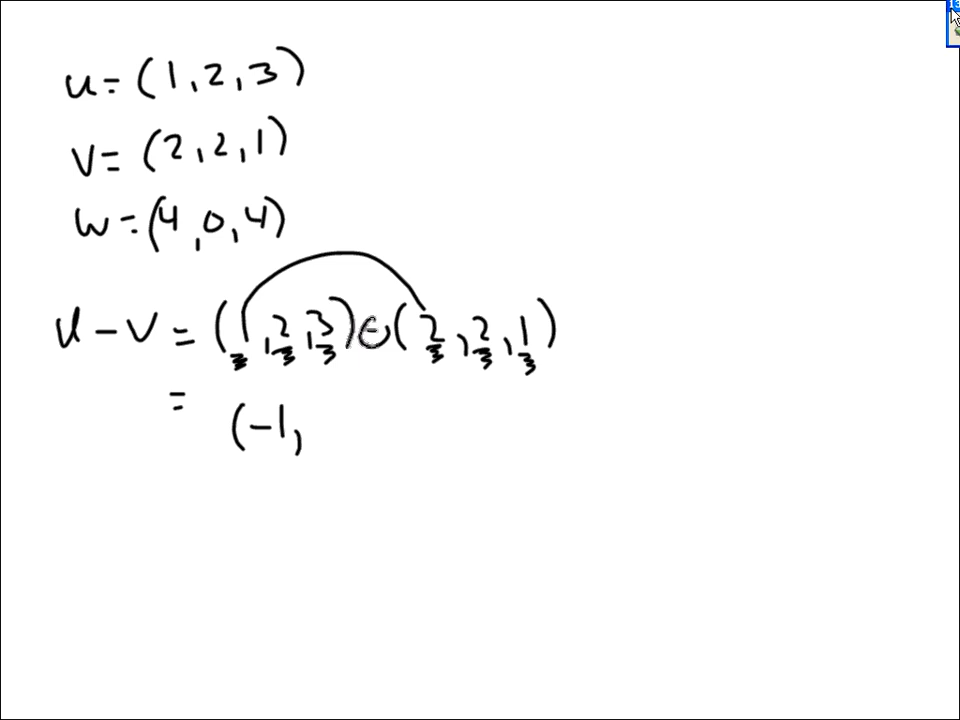 u = (1, 2, 3)
v = (2, 2, 1)
w = (4, 0, 4)
u - v = (1, 2, 3) - (2, 2, 1)
= (-1,